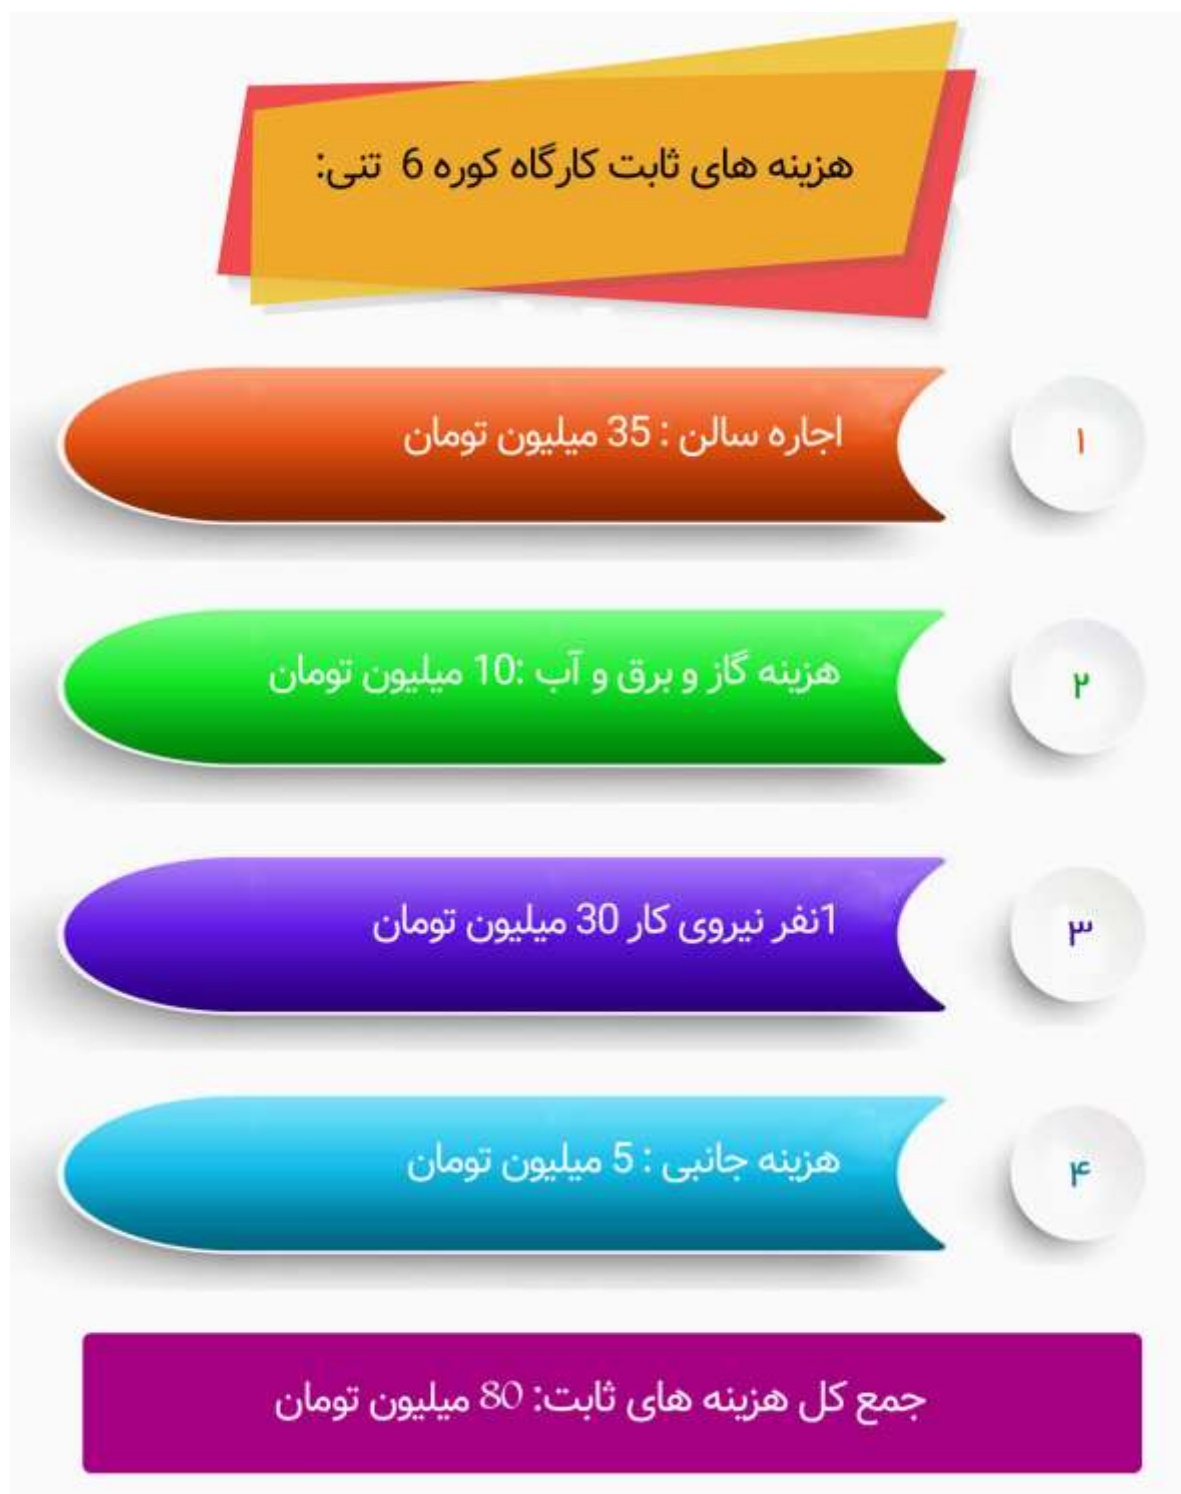 هزینه های ثابت کارگاه کوره 6 تنی:
۱
اجاره سالن : 35 میلیون تومان
۲
هزینه گاز و برق و آب :10 میلیون تومان
۳
1نفر نیروی کار 30 میلیون تومان
۴
هزینه جانبی : 5 میلیون تومان
جمع کل هزینه های ثابت: 80 میلیون تومان